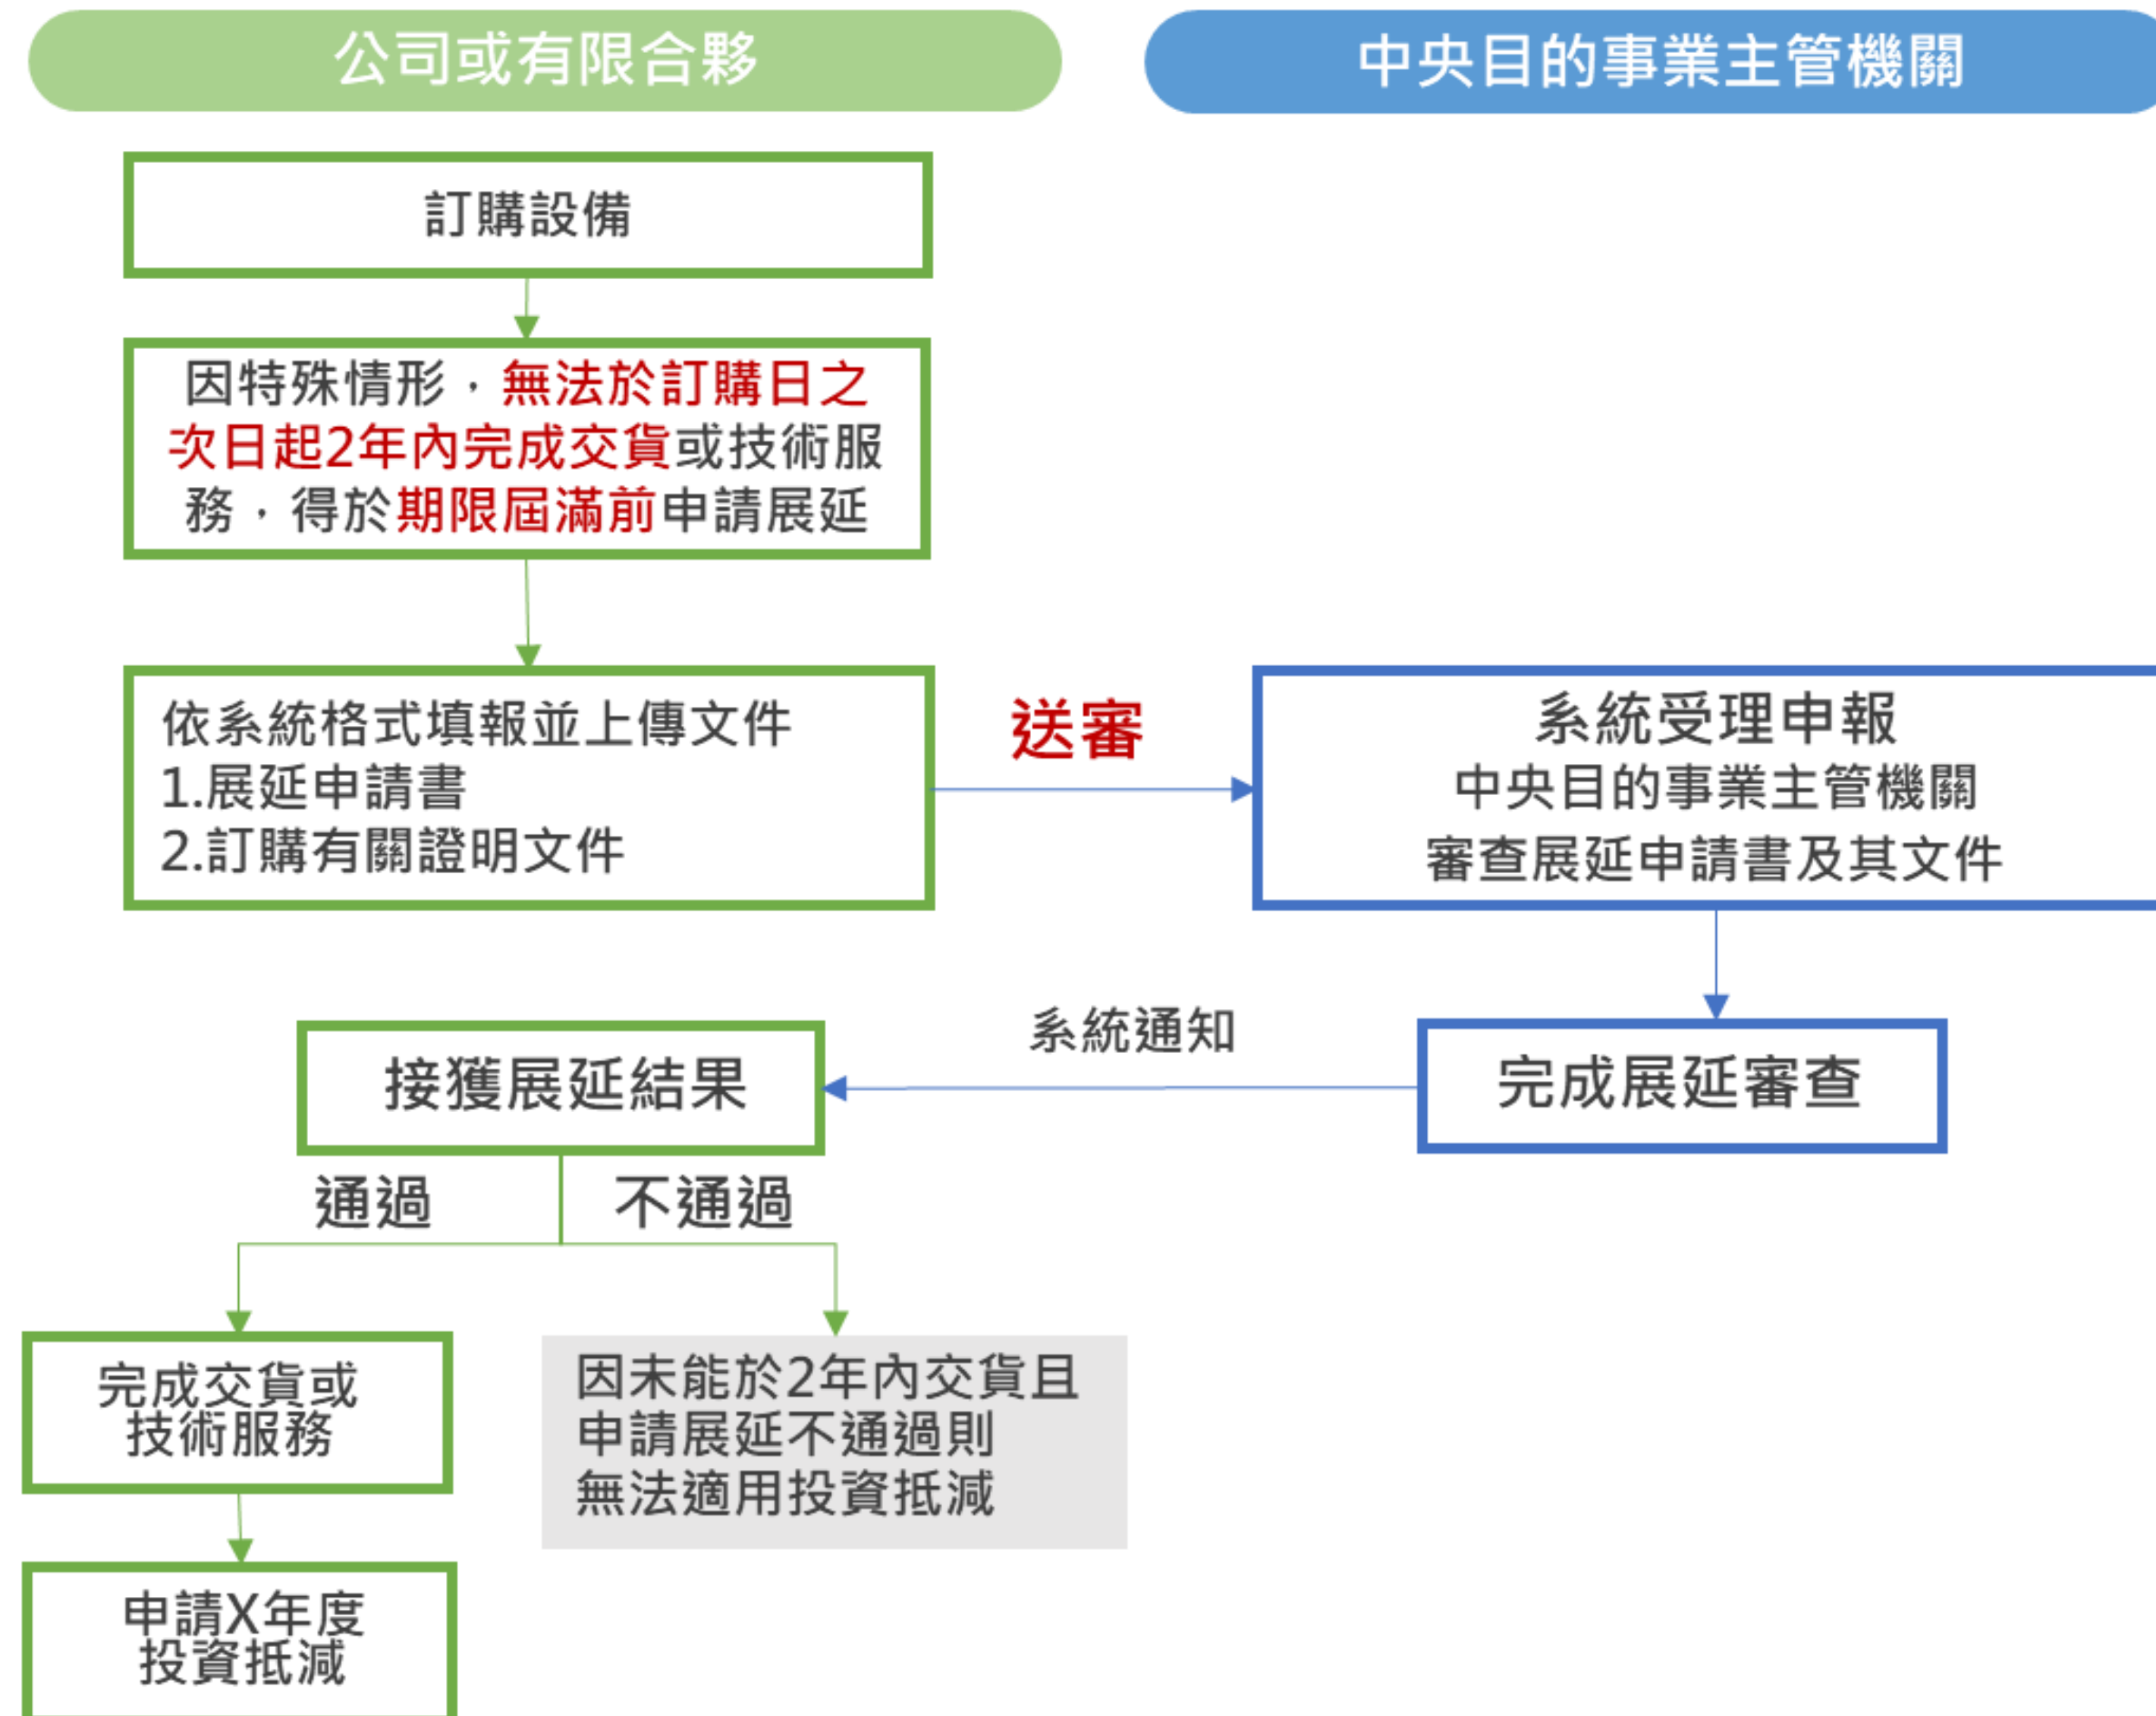 公司或有限合夥
中央目的事業主管機關
訂購設備
因特殊情形，無法於訂購日之
次日起2年內完成交貨或技術服
務，得於期限屆滿前申請展延
依系統格式填報並上傳文件
1.展延申請書
2.訂購有關證明文件
送審
系統受理申報
中央目的事業主管機關
審查展延申請書及其文件
完成展延審查
系統通知
接獲展延結果
通過
不通過
完成交貨或
技術服務
因未能於2年內交貨且
申請展延不通過則
無法適用投資抵減
申請X年度
投資抵減